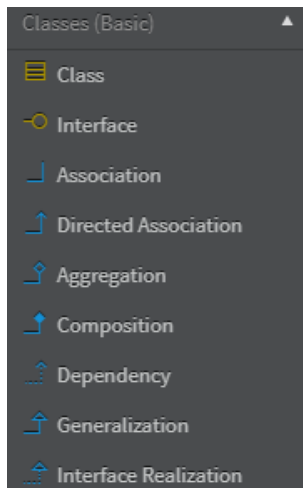 Classes (Basic)
Class
Interface
Association
Directed Association
Aggregation
Composition
Dependency
Generalization
Interface Realization